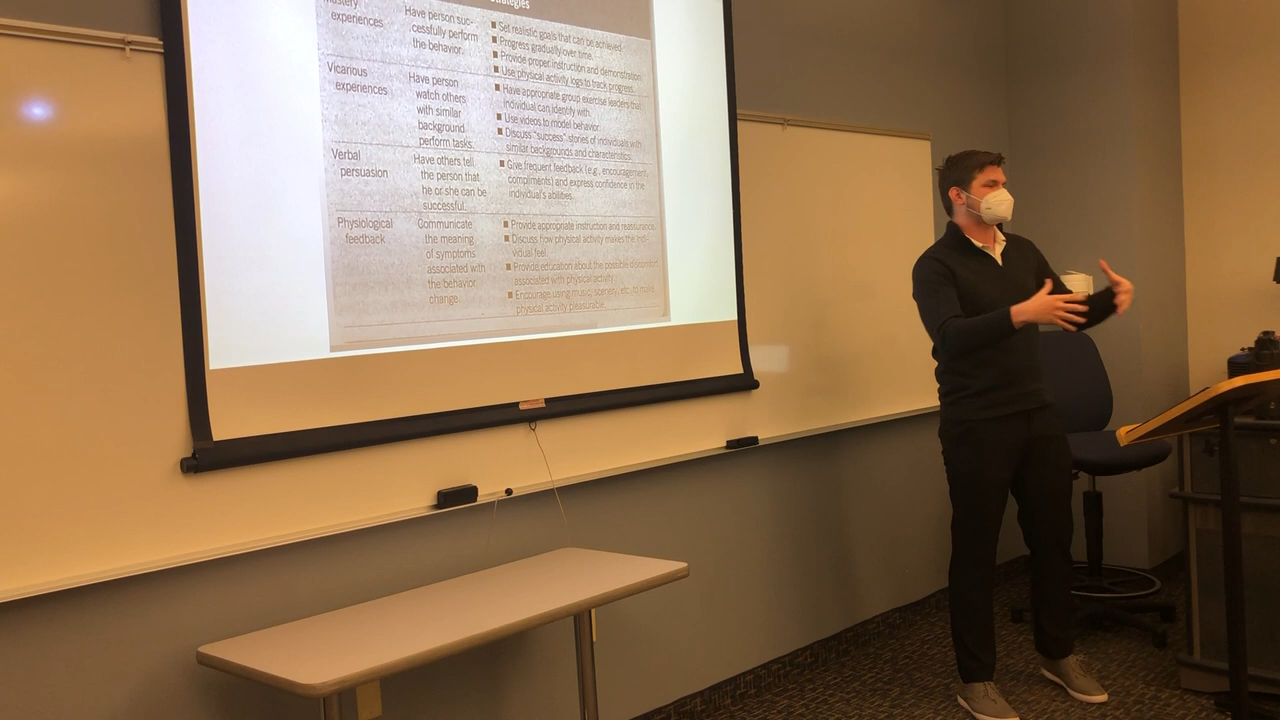 Strategies
Mastery
experiences
Have person suc-
cessfully perform
the behavior.
■ Set realistic goals that can be achieved.
■ Progress gradually over time.
■ Provide proper instruction and demonstration.
■ Use physical activity logs to track progress.
Vicarious
experiences
Have person
watch others
with similar
background
perform tasks.
■ Have appropriate group exercise leaders that
individual can identify with.
■ Use videos to model behavior.
■ Discuss "success" stories of individuals with
similar backgrounds and characteristics.
Verbal
persuasion
Have others tell
the person that
he or she can be
successful.
■ Give frequent feedback (e.g., encouragement,
compliments) and express confidence in the
individual's abilities.
Physiological
feedback
Communicate
the meaning
of symptoms
associated with
the behavior
change.
■ Provide appropriate instruction and reassurance.
■ Discuss how physical activity makes the indi-
vidual feel.
■ Provide education about the possible discomfort
associated with physical activity.
■ Encourage using music, scenery, etc., to make
physical activity pleasurable.